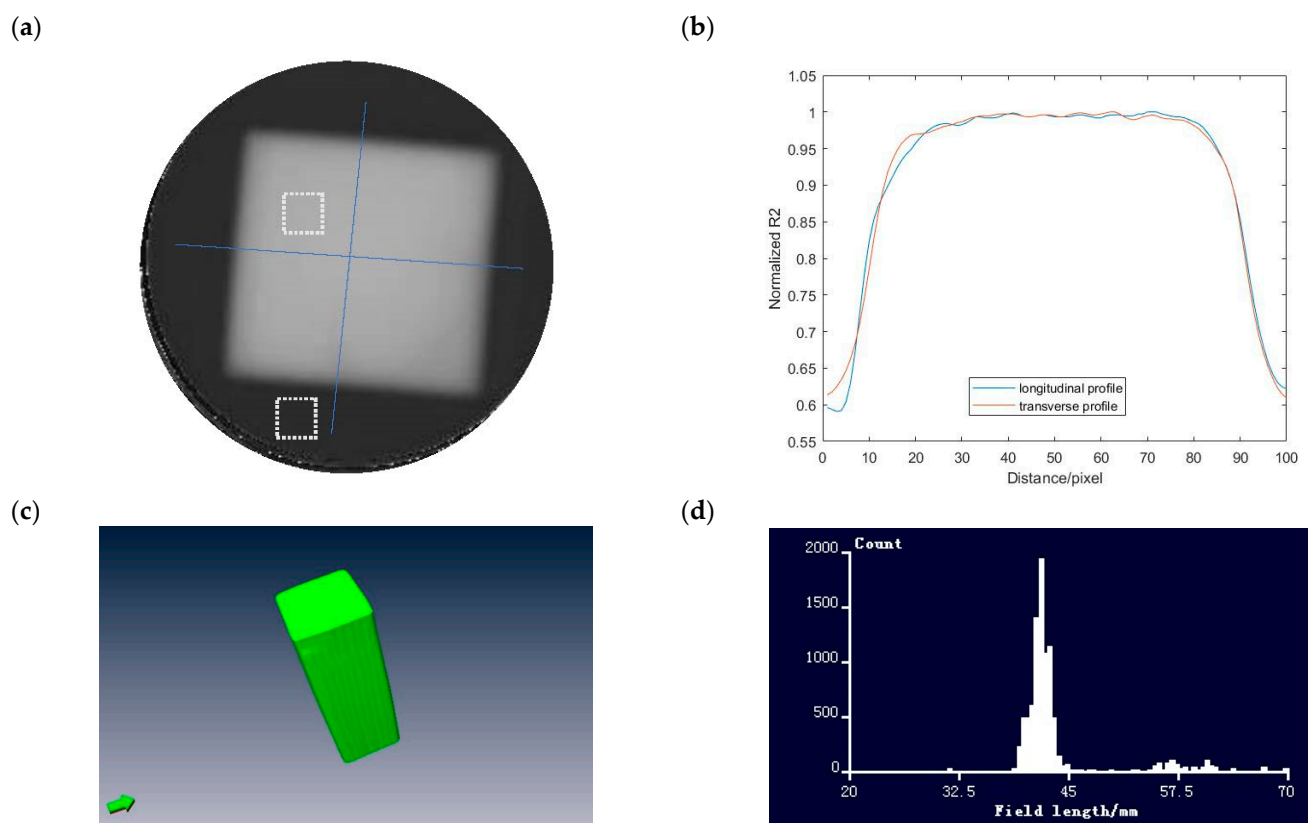 (a)
(b)
1.05
1
0.95
0.9
0.85
0.8
0.75
0.7
0.65
0.6
0.55
Normalized R2
longitudinal profile
transverse profile
0 10 20 30 40 50 60 70 80 90 100
Distance/pixel
(c)
(d)
Count
2000
1500
1000
500
0
20 32.5 45 57.5 70
Field length/mm